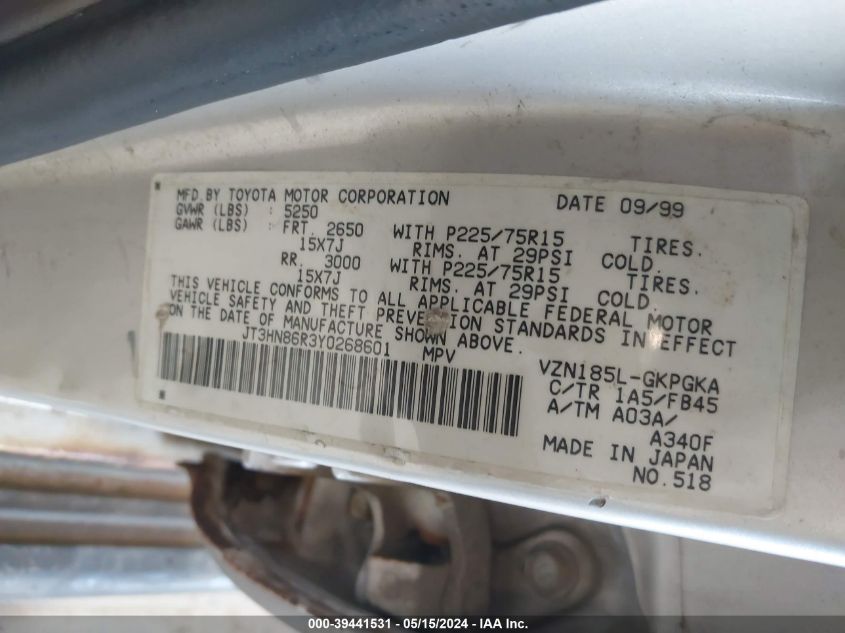 MFD.BY TOYOTA MOTOR CORPORATION DATE 09/99
GVWR (LBS) : 5250
GAWR (LBS) : FRT. 2650 WITH P225/75R15 TIRES.
15X7J RIMS. AT 29PSI COLD.
RR. 3000 WITH P225/75R15 TIRES.
15X7J RIMS. AT 29PSI COLD.
THIS VEHICLE CONFORMS TO ALL APPLICABLE FEDERAL MOTOR
VEHICLE SAFETY AND THEFT PREVENTION STANDARDS IN EFFECT
ON THE DATE OF MANUFACTURE SHOWN ABOVE.
JT3HN86R3Y0268601 MPV
VZN185L-GKPGKA
C/TR 1A5/FB45
A/TM A03A/
A340F
MADE IN JAPAN
NO.518
000-39441531 - 05/15/2024 - IAAI, Inc.